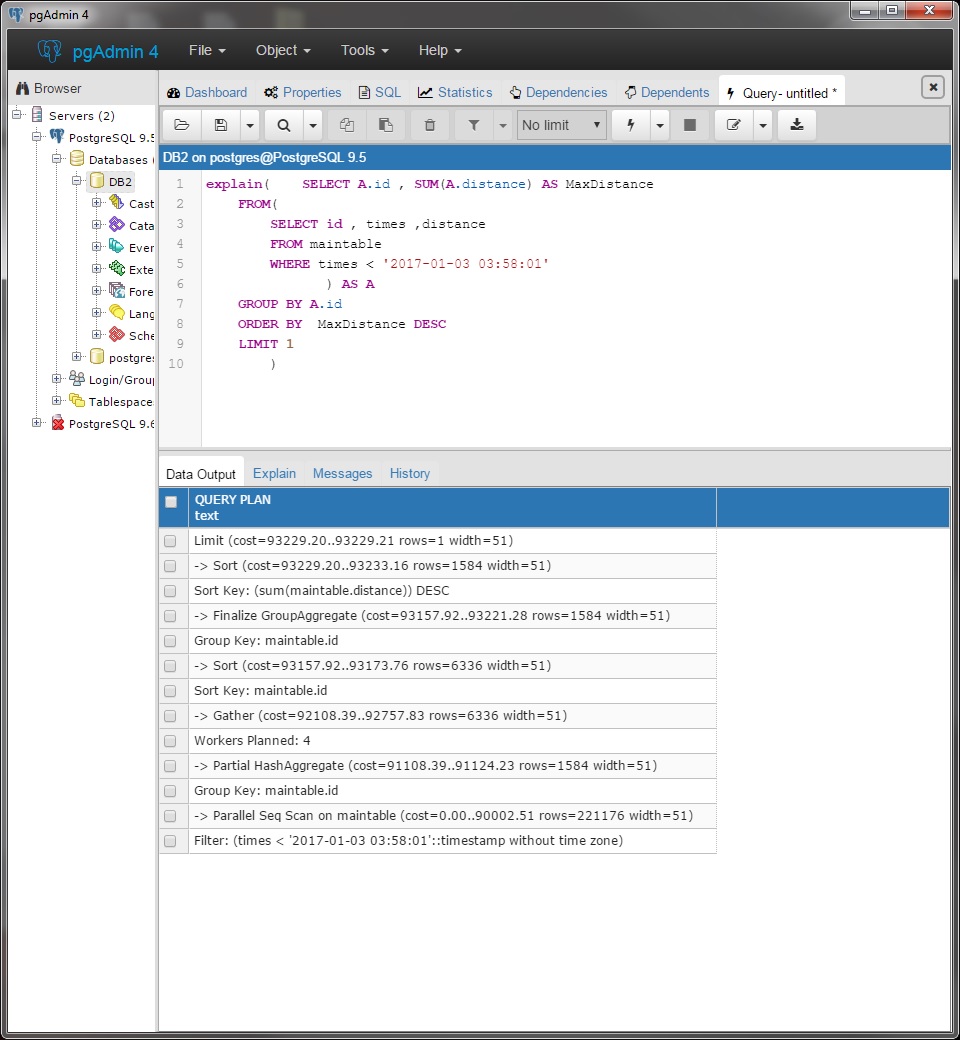 pgAdmin 4
pgAdmin 4 File Object Tools Help
Browser
Dashboard Properties SQL Statistics Dependencies Dependents Query- untitled *
No limit
Servers (2)
PostgreSQL 9.5
Databases (
DB2
Cast
Cata
Even
Exte
Fore
Lang
Sche
postgres
Login/Grou
Tablespace
PostgreSQL 9.6
DB2 on postgres@PostgreSQL 9.5
1 explain( SELECT A.id , SUM(A.distance) AS MaxDistance
2 FROM(
3 SELECT id , times ,distance
4 FROM maintable
5 WHERE times < '2017-01-03 03:58:01'
6 ) AS A
7 GROUP BY A.id
8 ORDER BY MaxDistance DESC
9 LIMIT 1
10 )
Data Output Explain Messages History
QUERY PLAN
text
Limit (cost=93229.20..93229.21 rows=1 width=51)
-> Sort (cost=93229.20..93233.16 rows=1584 width=51)
Sort Key: (sum(maintable.distance)) DESC
-> Finalize GroupAggregate (cost=93157.92..93221.28 rows=1584 width=51)
Group Key: maintable.id
-> Sort (cost=93157.92..93173.76 rows=6336 width=51)
Sort Key: maintable.id
-> Gather (cost=92108.39..92757.83 rows=6336 width=51)
Workers Planned: 4
-> Partial HashAggregate (cost=91108.39..91124.23 rows=1584 width=51)
Group Key: maintable.id
-> Parallel Seq Scan on maintable (cost=0.00..90002.51 rows=221176 width=51)
Filter: (times < '2017-01-03 03:58:01'::timestamp without time zone)